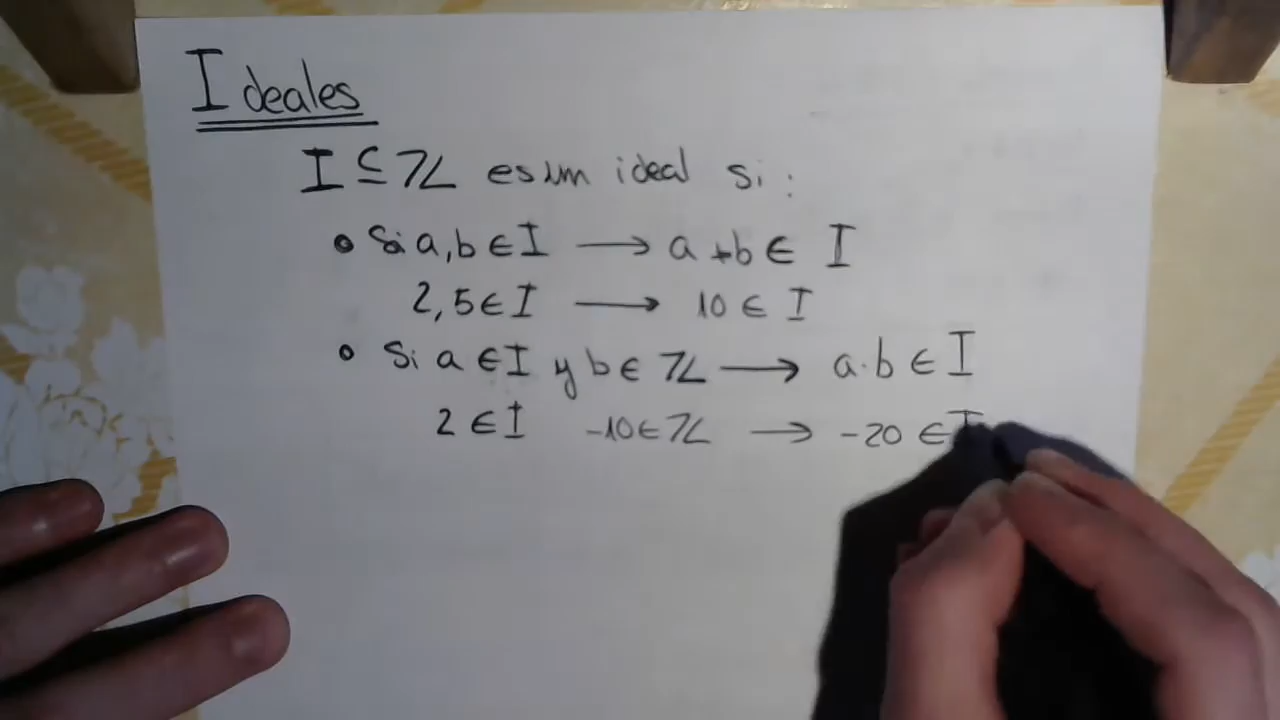 Ideales
I ⊆ ℤ es un ideal si:
• Si a, b ∈ I ⟶ a + b ∈ I
2, 5 ∈ I ⟶ 10 ∈ I
• Si a ∈ I y b ∈ ℤ ⟶ a · b ∈ I
2 ∈ I -10 ∈ ℤ ⟶ -20 ∈ I